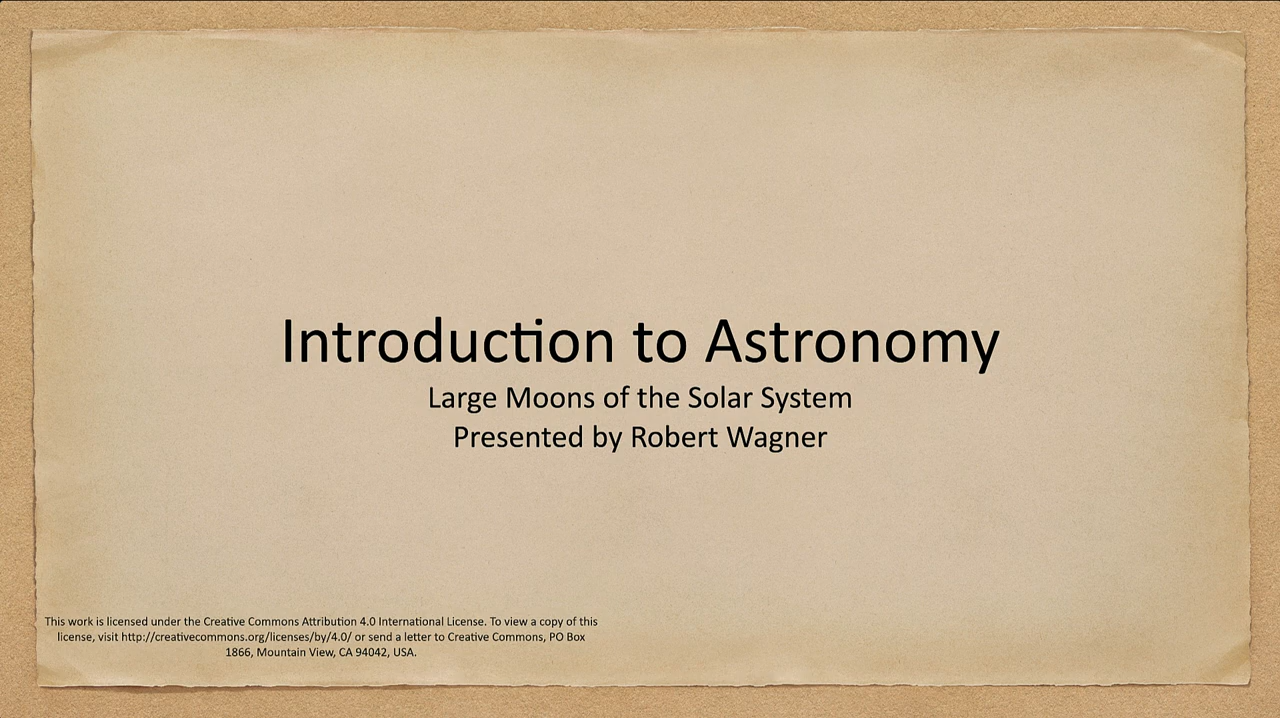 Introduction to Astronomy
Large Moons of the Solar System
Presented by Robert Wagner
This work is licensed under the Creative Commons Attribution 4.0 International License. To view a copy of this
license, visit http://creativecommons.org/licenses/by/4.0/ or send a letter to Creative Commons, PO Box
1866, Mountain View, CA 94042, USA.